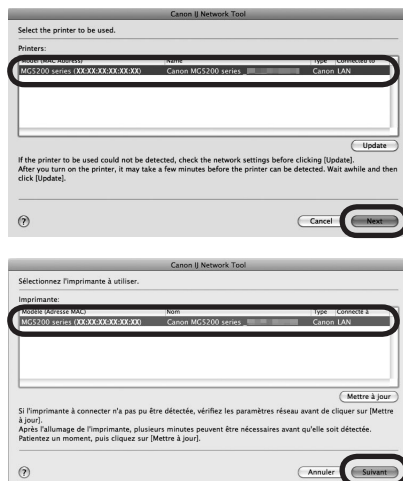 Canon IJ Network Tool
Select the printer to be used.
Printers:
Model (MAC Address) Name Type Connected to
MG5200 series (XX:XX:XX:XX:XX:XX) Canon MG5200 series _ Canon LAN
Update
If the printer to be used could not be detected, check the network settings before clicking [Update].
After you turn on the printer, it may take a few minutes before the printer can be detected. Wait awhile and then
click [Update].
? Cancel Next
Canon IJ Network Tool
Sélectionnez l'imprimante à utiliser.
Imprimante:
Modèle (Adresse MAC) Nom Type Connecté à
MG5200 series (XX:XX:XX:XX:XX:XX) Canon MG5200 series _ Canon LAN
Mettre à jour
Si l'imprimante à connecter n'a pas pu être détectée, vérifiez les paramètres réseau avant de cliquer sur [Mettre
à jour].
Après l'allumage de l'imprimante, plusieurs minutes peuvent être nécessaires avant qu'elle soit détectée.
Patientez un moment, puis cliquez sur [Mettre à jour].
? Annuler Suivant